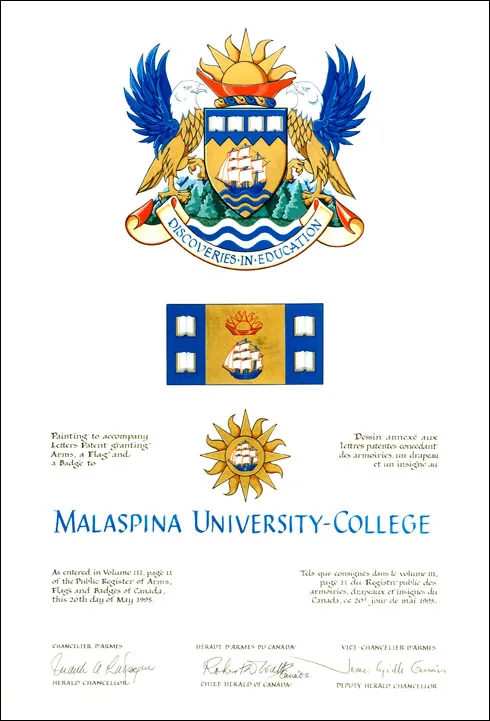 DISCOVERIES·IN·EDUCATION
Painting to accompany
Letters Patent granting
Arms, a Flag and
a Badge to
Dessin annexé aux
lettres patentes concédant
des armoiries, un drapeau
et un insigne au
MALASPINA UNIVERSITY-COLLEGE
As entered in Volume III, page 11
of the Public Register of Arms,
Flags and Badges of Canada,
this 20th day of May 1995.
Tels que consignés dans le volume III,
page 11 du Registre public des
armoiries, drapeaux et insignes du
Canada, ce 20e jour de mai 1995.
CHANCELIER D'ARMES
HERALD CHANCELLOR
HÉRAUT D'ARMES DU CANADA
CHIEF HERALD OF CANADA
VICE-CHANCELIER D'ARMES
DEPUTY HERALD CHANCELLOR